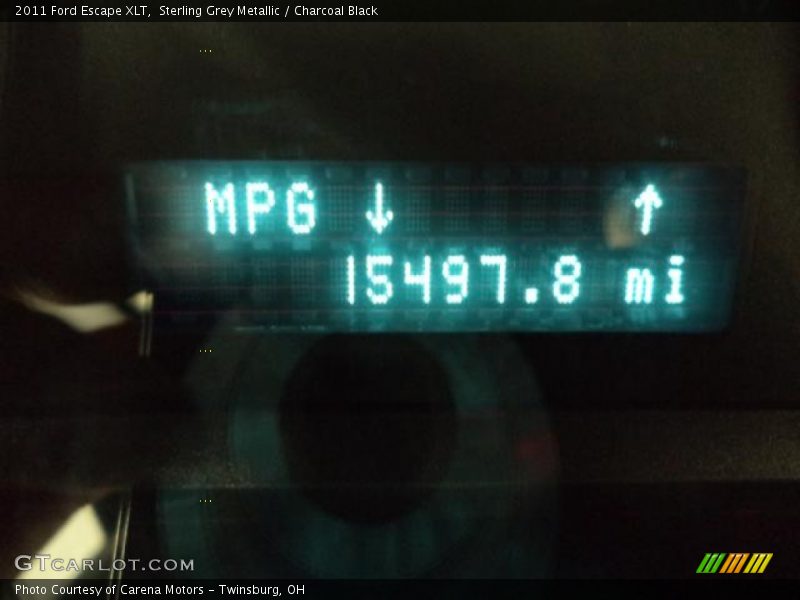 2011 Ford Escape XLT,  Sterling Grey Metallic / Charcoal Black
...
MPG ↓ ↑
15497.8 mi
...
...
GTCARLOT.COM
Photo Courtesy of Carena Motors - Twinsburg, OH